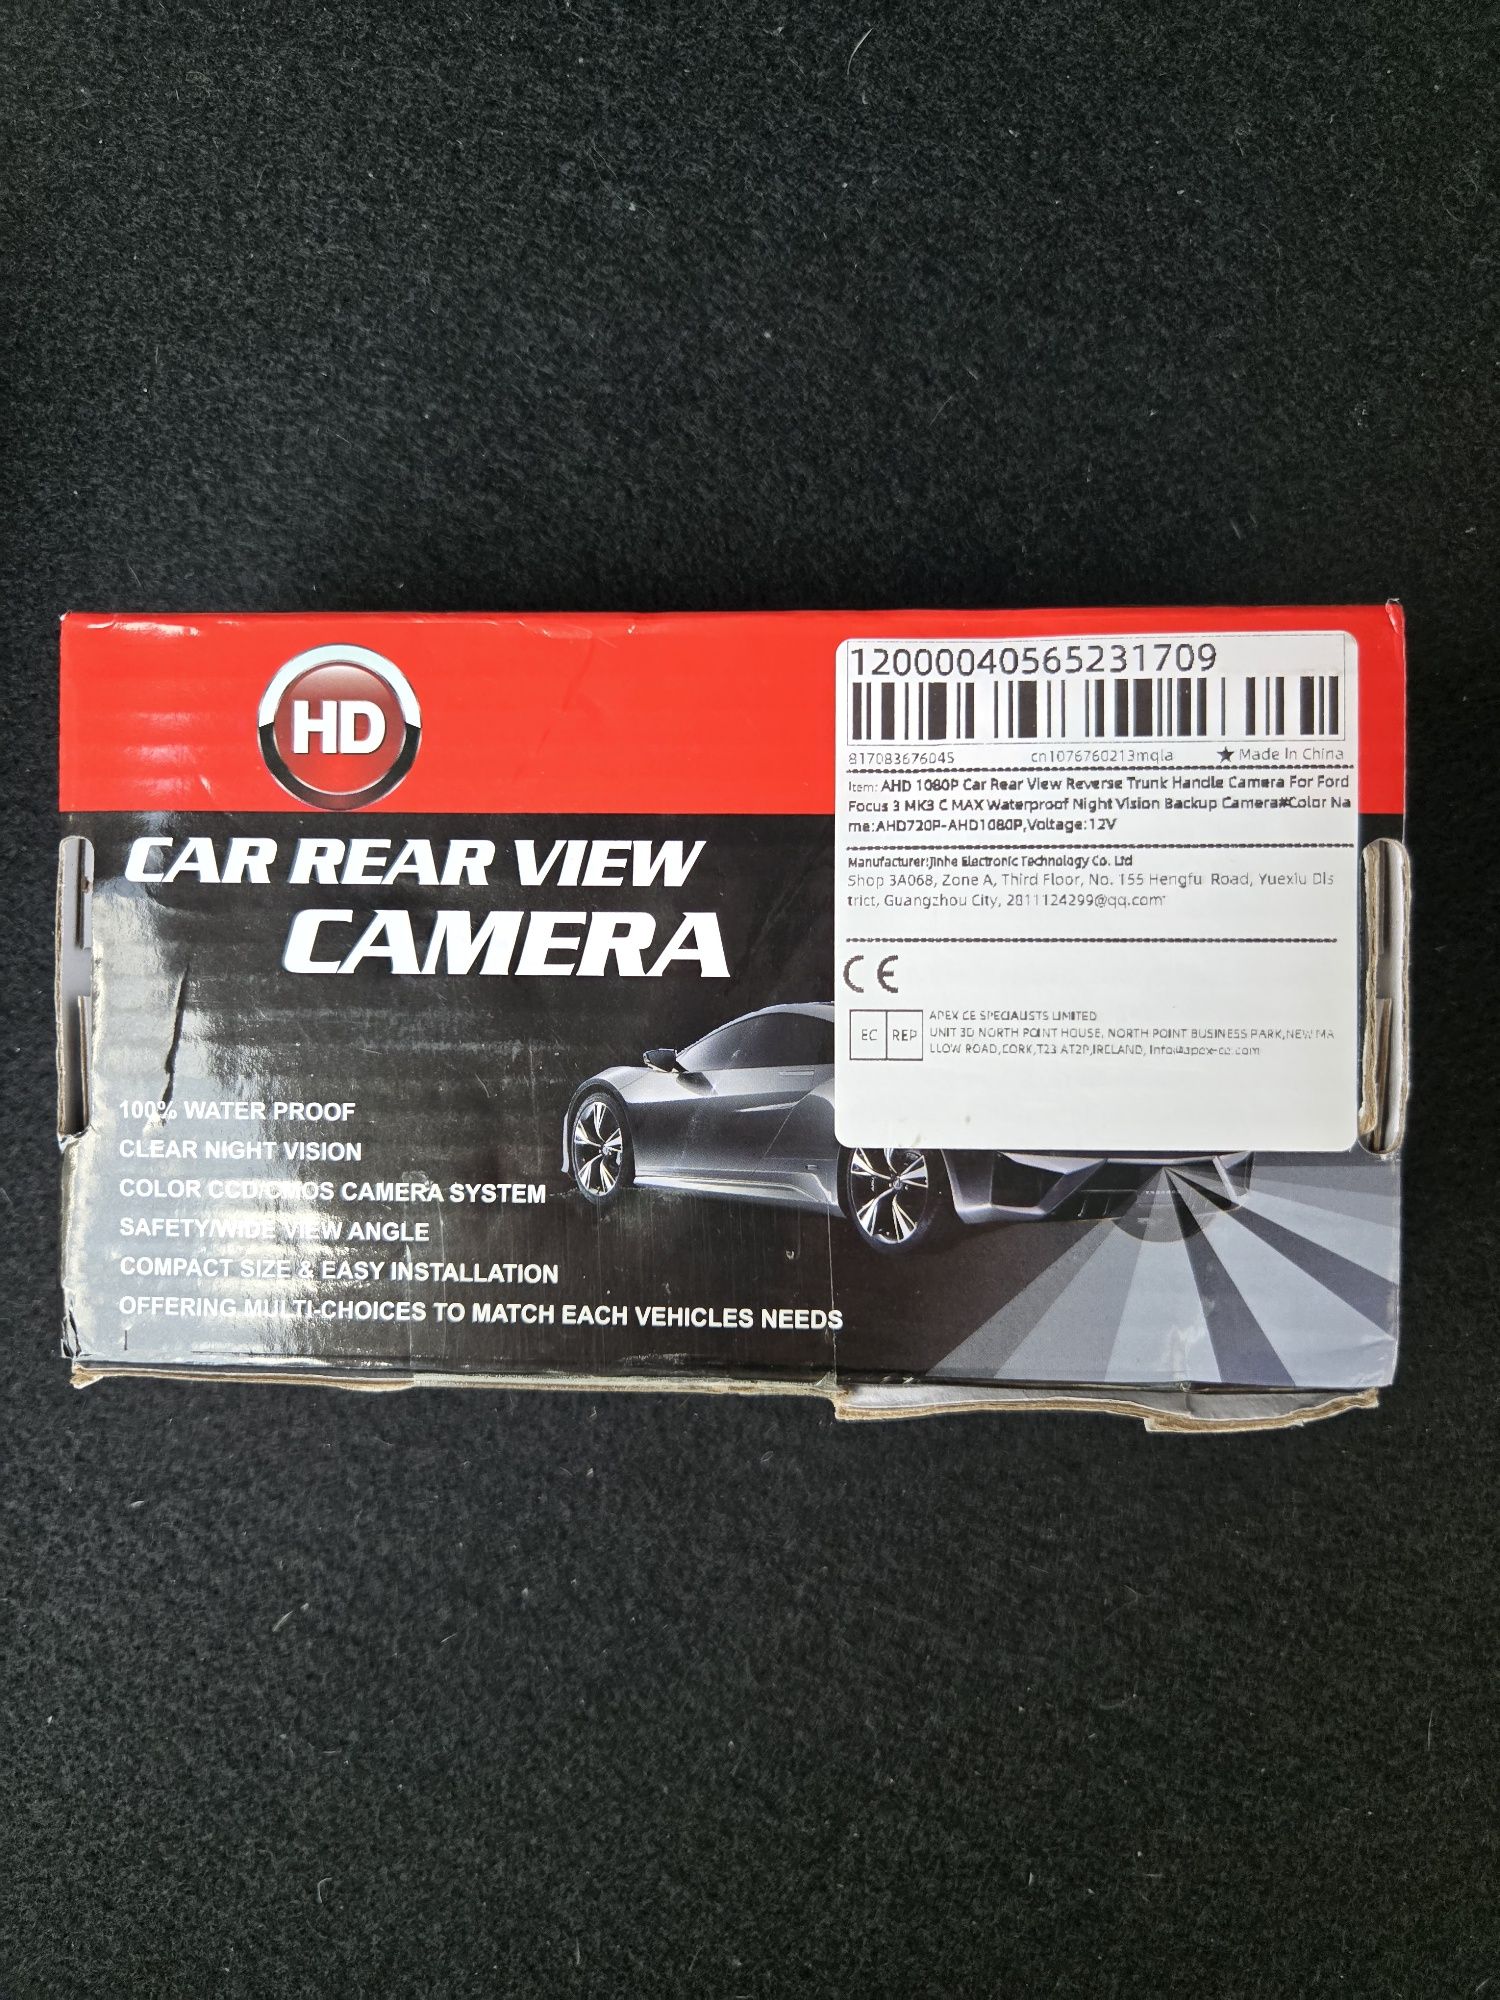 HD
CAR REAR VIEW
CAMERA
100% WATER PROOF
CLEAR NIGHT VISION
COLOR CCD/CMOS CAMERA SYSTEM
SAFETY/WIDE VIEW ANGLE
COMPACT SIZE & EASY INSTALLATION
OFFERING MULTI-CHOICES TO MATCH EACH VEHICLES NEEDS
12000040565231709
817083676045 cn1076760213mqla ★ Made In China
Item: AHD 1080P Car Rear View Reverse Trunk Handle Camera For Ford
Focus 3 MK3 C MAX Waterproof Night Vision Backup Camera#Color Na
me:AHD720P-AHD1080P,Voltage:12V
Manufacturer:Jinhe Electronic Technology Co. Ltd
Shop 3A068, Zone A, Third Floor, No. 155 Hengfu Road, Yuexiu Dis
trict, Guangzhou City, 2811124299@qq.com
CE
EC REP
APEX CE SPECIALISTS LIMITED
UNIT 3D NORTH POINT HOUSE, NORTH POINT BUSINESS PARK,NEW MA
LLOW ROAD,CORK,T23 AT2P,IRELAND, Info@apex-ce.com